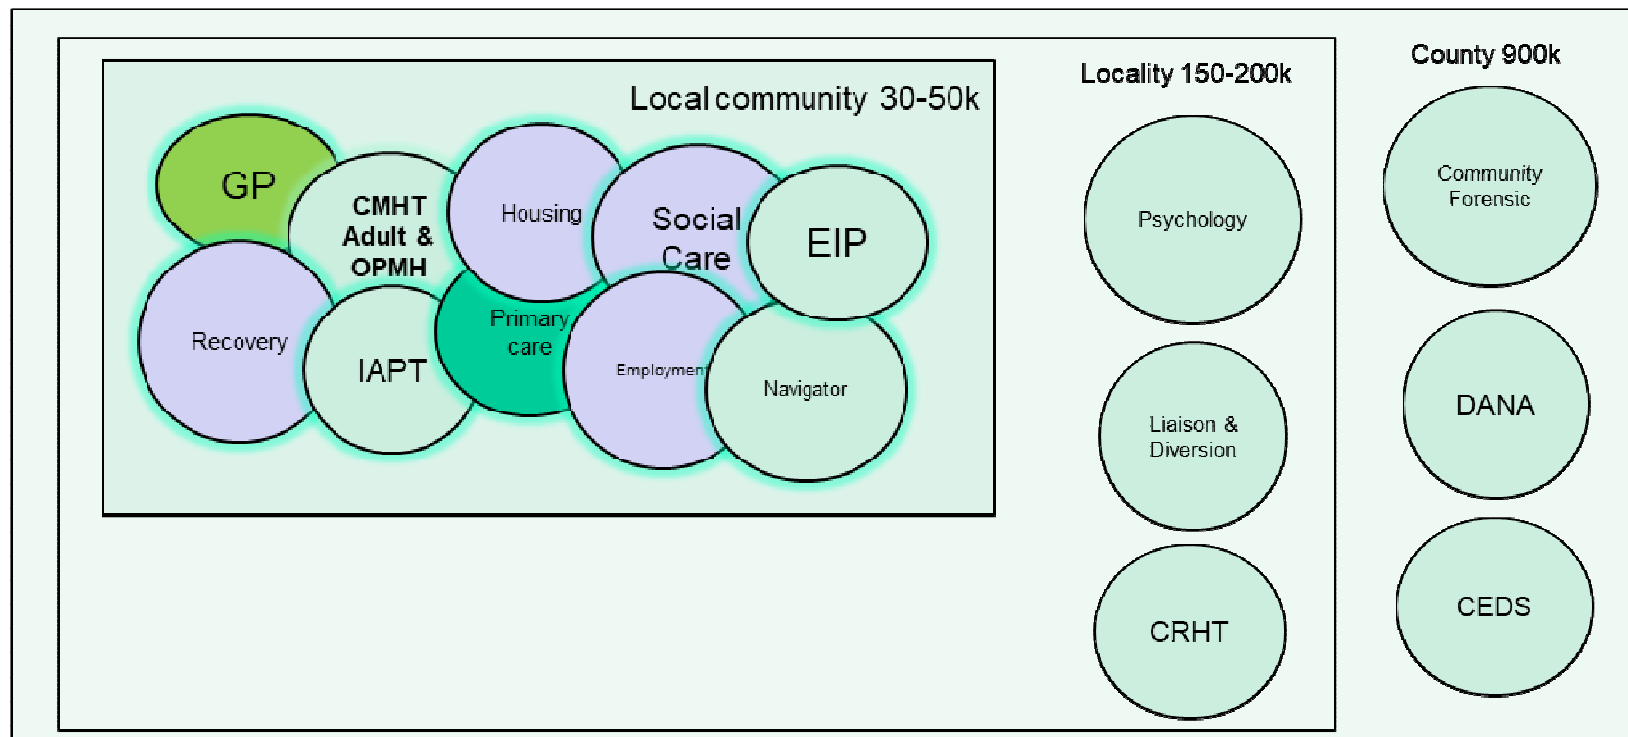 Local community 30-50k
GP
CMHT
Adult &
OPMH
Housing
Social
Care
EIP
Recovery
IAPT
Primary
care
Employment
Navigator
Locality 150-200k
Psychology
Liaison &
Diversion
CRHT
County 900k
Community
Forensic
DANA
CEDS